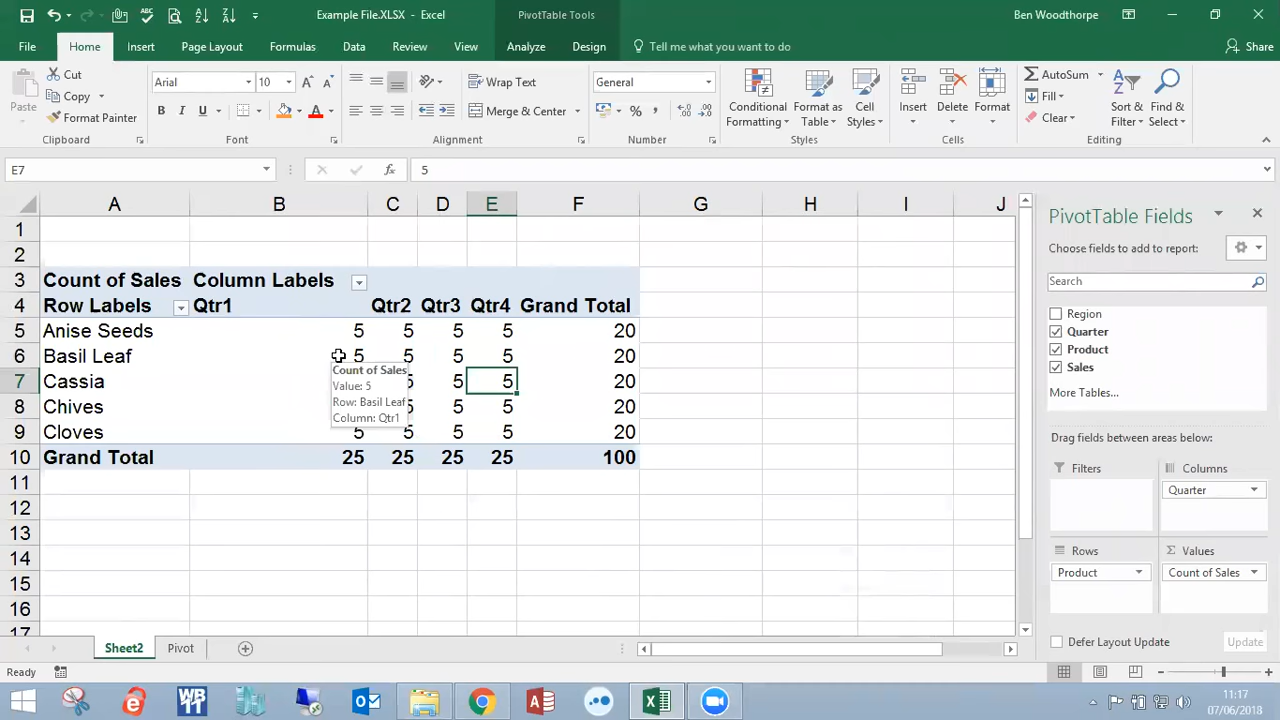 Example File.XLSX - Excel
PivotTable Tools
Ben Woodthorpe
File Home Insert Page Layout Formulas Data Review View Analyze Design Tell me what you want to do Share
Paste
Cut
Copy
Format Painter
Clipboard
Arial 10
B I U
Font
Wrap Text
Merge & Center
Alignment
General
%
Number
Conditional Formatting
Format as Table
Cell Styles
Styles
Insert Delete Format
Cells
AutoSum
Fill
Clear
Sort & Filter
Find & Select
Editing
E7 fx 5
A B C D E F G H I J
1
2
3 Count of Sales Column Labels
4 Row Labels Qtr1 Qtr2 Qtr3 Qtr4 Grand Total
5 Anise Seeds 5 5 5 5 20
6 Basil Leaf 5 5 5 5 20
7 Cassia 5 5 20
8 Chives 5 5 20
9 Cloves 5 5 5 5 20
10 Grand Total 25 25 25 25 100
11
12
13
14
15
16
17
Count of Sales
Value: 5
Row: Basil Leaf
Column: Qtr1
PivotTable Fields
Choose fields to add to report:
Search
Region
Quarter
Product
Sales
More Tables...
Drag fields between areas below:
Filters
Columns
Quarter
Rows
Product
Values
Count of Sales
Defer Layout Update Update
Sheet2 Pivot
Ready
11:17
07/06/2018